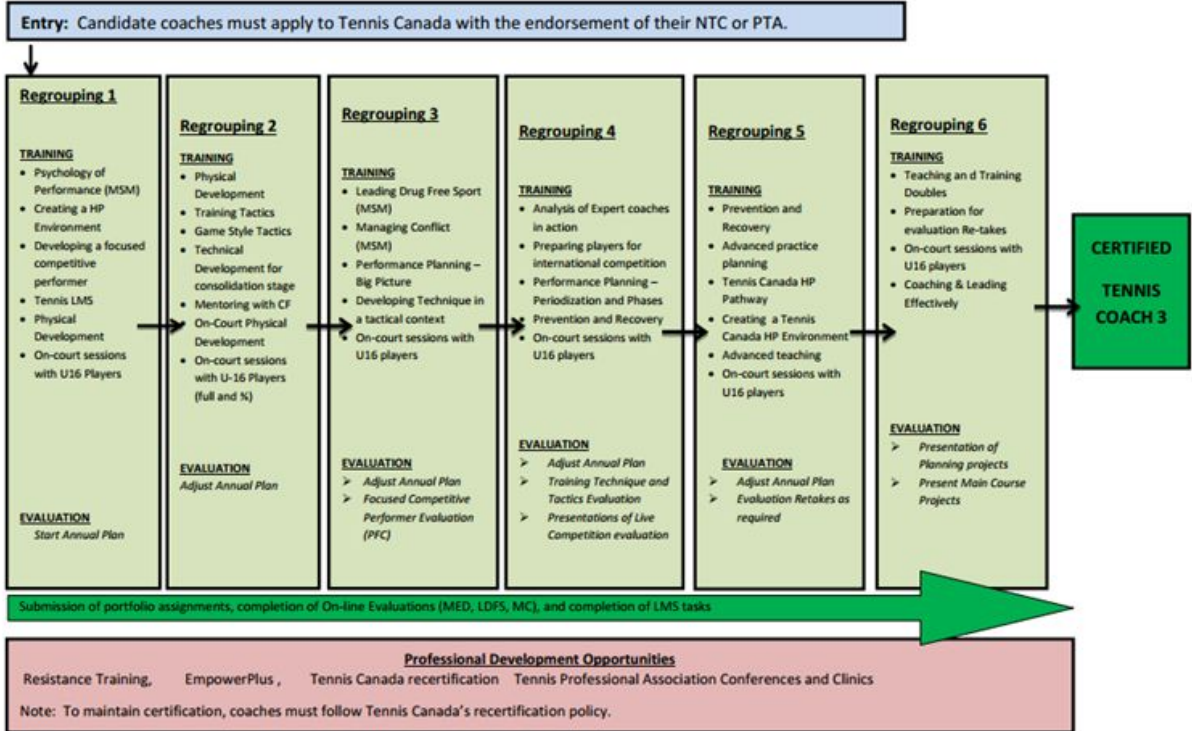 Entry: Candidate coaches must apply to Tennis Canada with the endorsement of their NTC or PTA.
Regrouping 1
TRAINING
• Psychology of
Performance (MSM)
• Creating a HP
Environment
• Developing a focused
competitive
performer
• Tennis LMS
• Physical
Development
• On-court sessions
with U16 Players
EVALUATION
Start Annual Plan
Regrouping 2
TRAINING
• Physical
Development
• Training Tactics
• Game Style Tactics
• Technical
Development for
consolidation stage
• Mentoring with CF
• On-Court Physical
Development
• On-court sessions
with U-16 Players
(full and ½)
EVALUATION
Adjust Annual Plan
Regrouping 3
TRAINING
• Leading Drug Free Sport
(MSM)
• Managing Conflict
(MSM)
• Performance Planning –
Big Picture
• Developing Technique in
a tactical context
• On-court sessions with
U16 players
EVALUATION
➢ Adjust Annual Plan
➢ Focused Competitive
Performer Evaluation
(PFC)
Regrouping 4
TRAINING
• Analysis of Expert coaches
in action
• Preparing players for
international competition
• Performance Planning –
Periodization and Phases
• Prevention and Recovery
• On-court sessions with
U16 players
EVALUATION
➢ Adjust Annual Plan
➢ Training Technique and
Tactics Evaluation
➢ Presentations of Live
Competition evaluation
Regrouping 5
TRAINING
• Prevention and
Recovery
• Advanced practice
planning
• Tennis Canada HP
Pathway
• Creating a Tennis
Canada HP Environment
• Advanced teaching
• On-court sessions with
U16 players
EVALUATION
➢ Adjust Annual Plan
➢ Evaluation Retakes as
required
Regrouping 6
TRAINING
• Teaching and Training
Doubles
• Preparation for
evaluation Re-takes
• On-court sessions with
U16 players
• Coaching & Leading
Effectively
EVALUATION
➢ Presentation of
Planning projects
➢ Present Main Course
Projects
CERTIFIED
TENNIS
COACH 3
Submission of portfolio assignments, completion of On-line Evaluations (MED, LDFS, MC), and completion of LMS tasks
Professional Development Opportunities
Resistance Training, EmpowerPlus , Tennis Canada recertification Tennis Professional Association Conferences and Clinics
Note: To maintain certification, coaches must follow Tennis Canada's recertification policy.